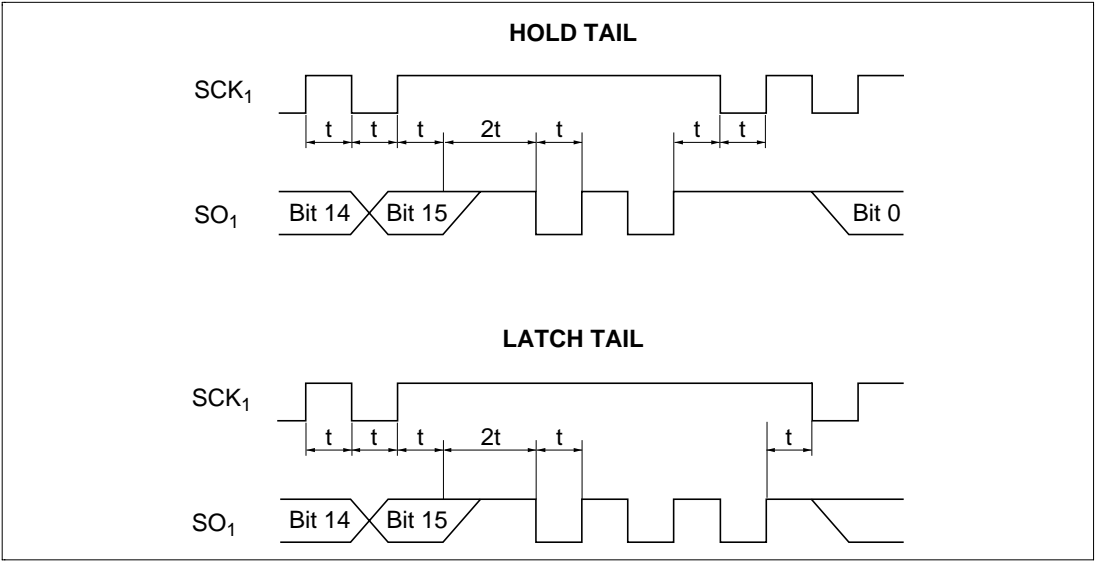 HOLD TAIL
SCK1
t t t 2t t t t
SO1 Bit 14 Bit 15 Bit 0
LATCH TAIL
SCK1
t t t 2t t t
SO1 Bit 14 Bit 15